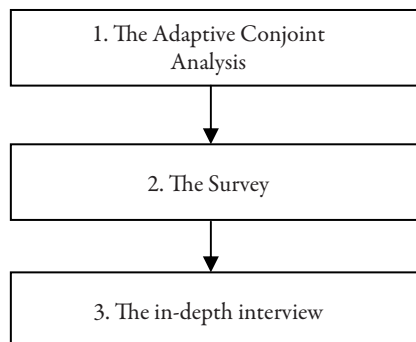 1. The Adaptive Conjoint
Analysis
2. The Survey
3. The in-depth interview